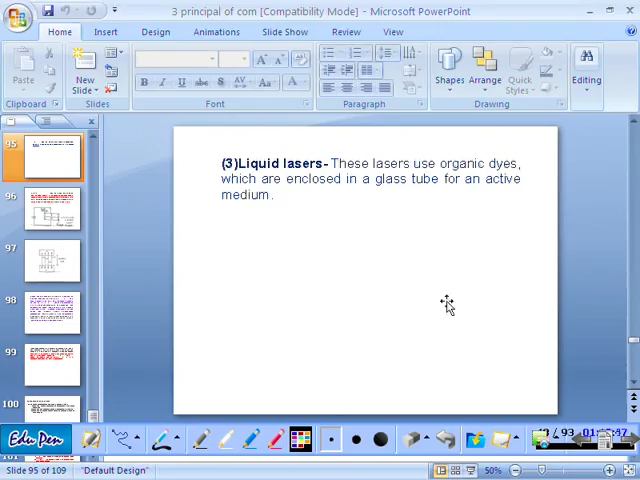 3 principal of com [Compatibility Mode] - Microsoft PowerPoint
Home Insert Design Animations Slide Show Review View
Paste
New
Slide
Shapes Arrange Quick
Styles
Editing
Clipboard Slides Font Paragraph Drawing
95
96
97
98
99
100
101
(3)Liquid lasers- These lasers use organic dyes,
which are enclosed in a glass tube for an active
medium.
Edu Pen
/ 93
Slide 95 of 109 "Default Design" 50%